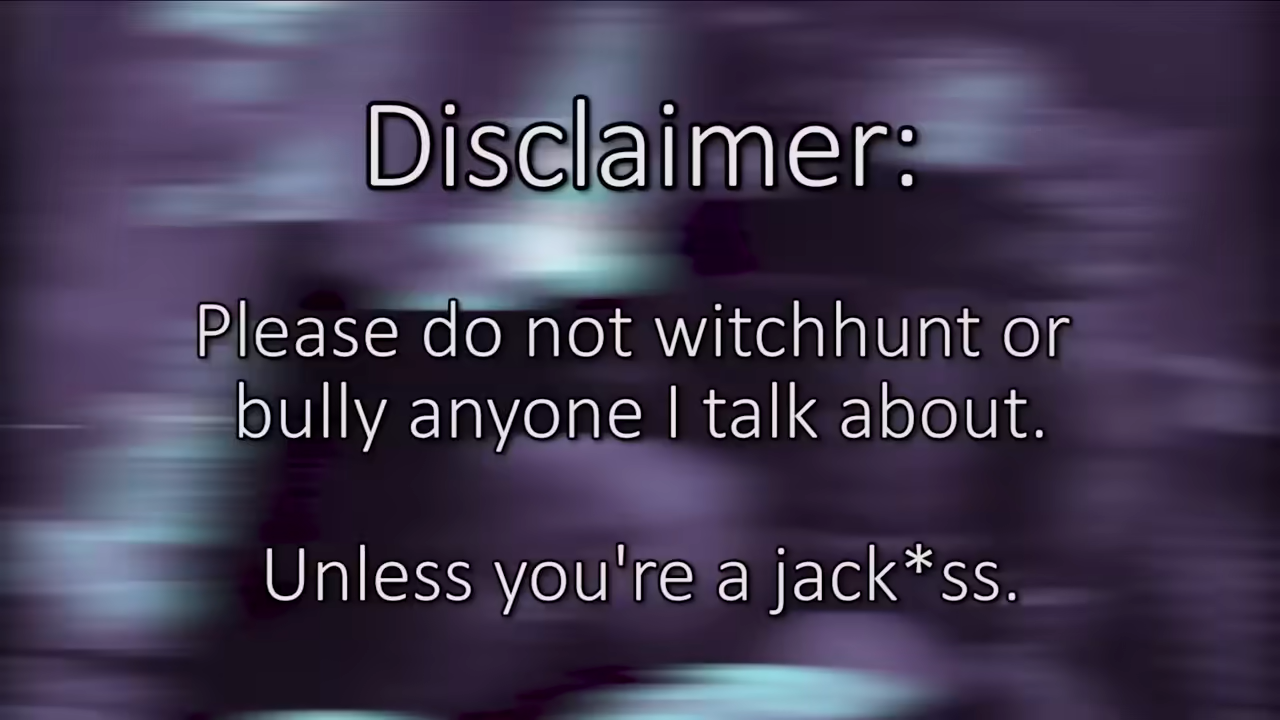 Disclaimer:
Please do not witchhunt or
bully anyone I talk about.
Unless you're a jack*ss.